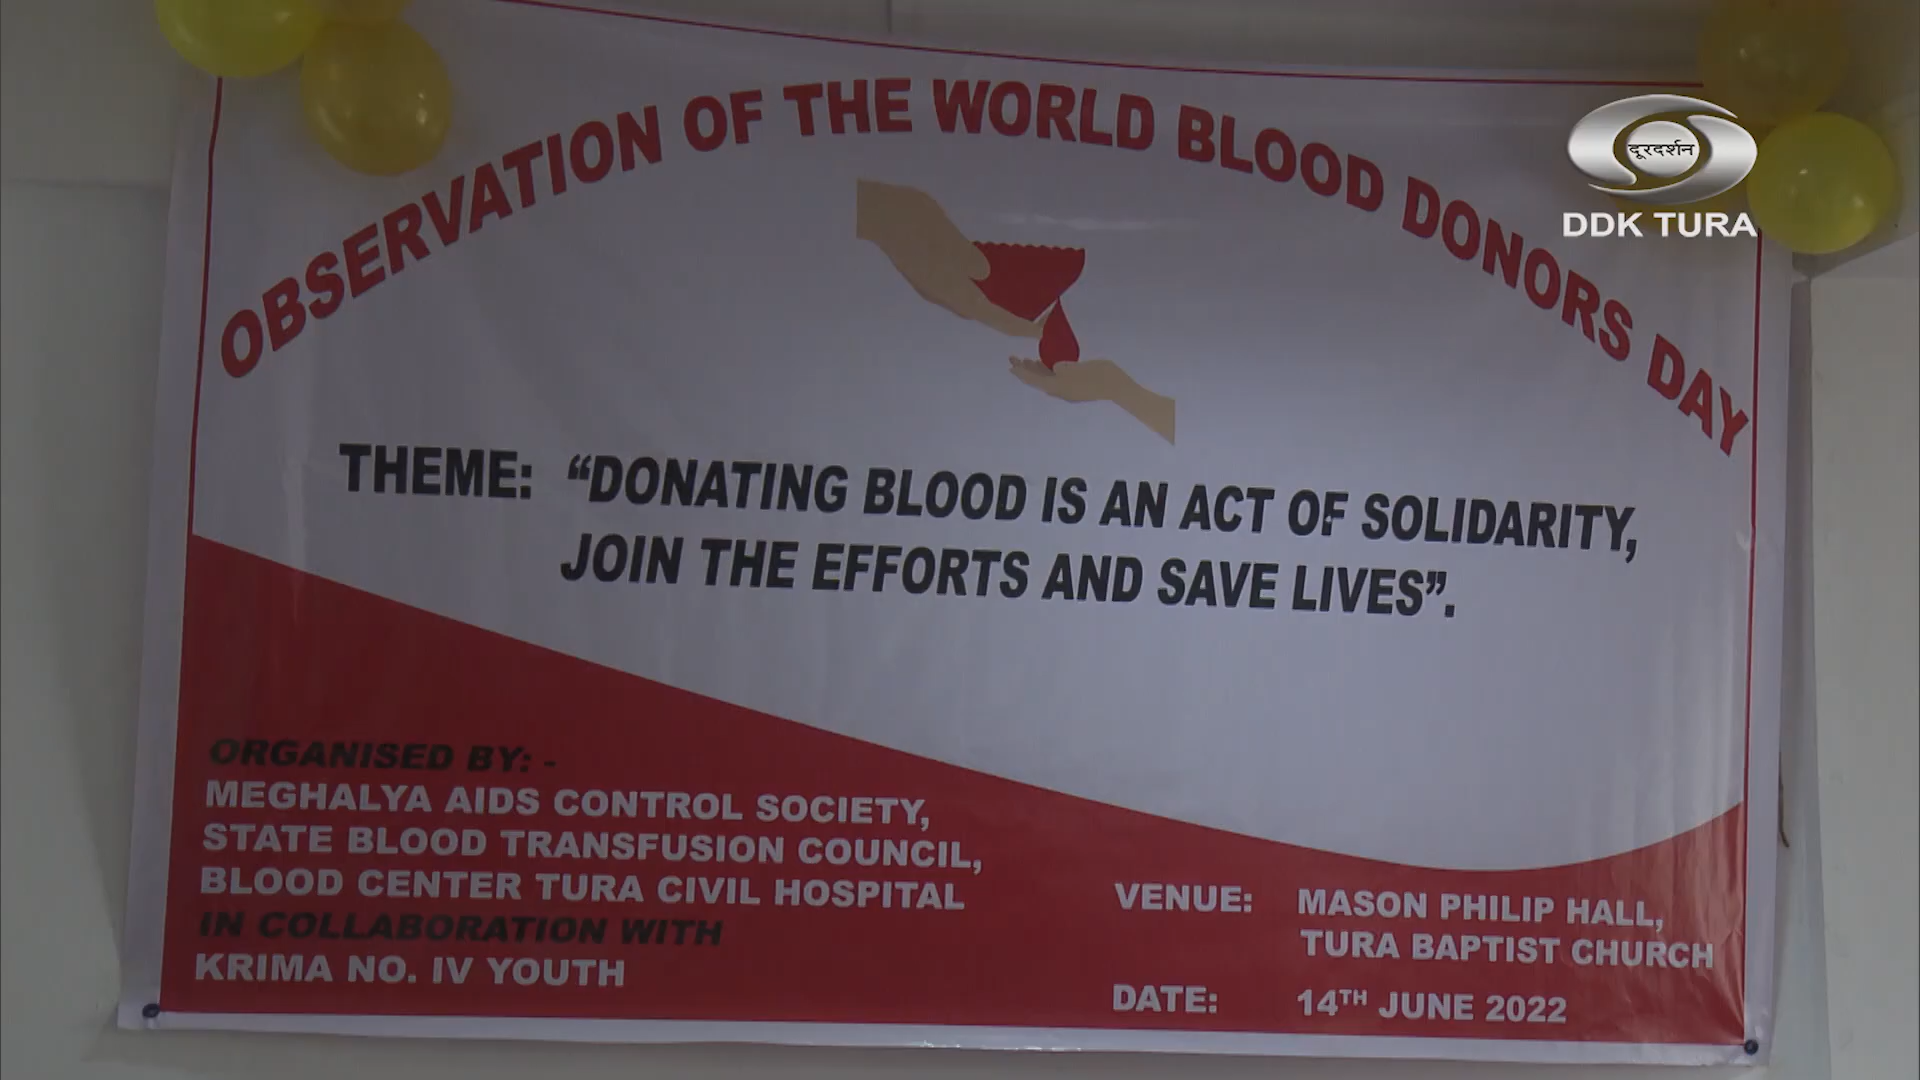 OBSERVATION OF THE WORLD BLOOD DONORS DAY
दूरदर्शन
DDK TURA
THEME: “DONATING BLOOD IS AN ACT OF SOLIDARITY,
JOIN THE EFFORTS AND SAVE LIVES”.
ORGANISED BY: -
MEGHALYA AIDS CONTROL SOCIETY,
STATE BLOOD TRANSFUSION COUNCIL,
BLOOD CENTER TURA CIVIL HOSPITAL
IN COLLABORATION WITH
KRIMA NO. IV YOUTH
VENUE: MASON PHILIP HALL,
TURA BAPTIST CHURCH
DATE: 14TH JUNE 2022